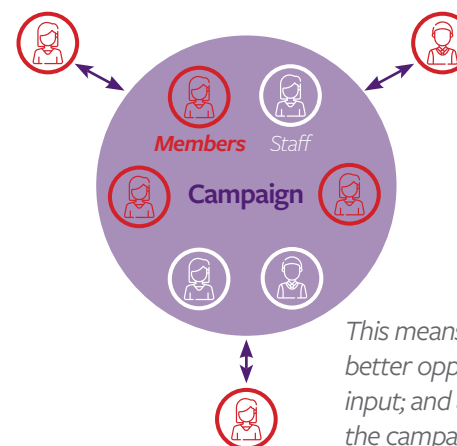 Members Staff
Campaign
This means
better opp
input; and
the campa